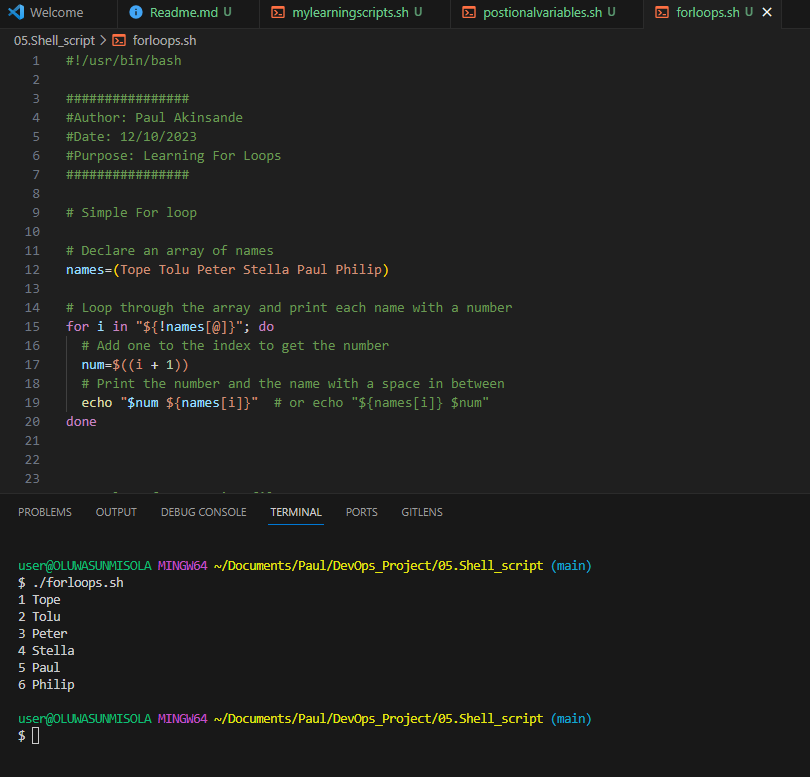 Welcome Readme.md U mylearningscripts.sh U postionalvariables.sh U forloops.sh U
05.Shell_script > forloops.sh
1 #!/usr/bin/bash
2
3 ################
4 #Author: Paul Akinsande
5 #Date: 12/10/2023
6 #Purpose: Learning For Loops
7 ################
8
9 # Simple For loop
10
11 # Declare an array of names
12 names=(Tope Tolu Peter Stella Paul Philip)
13
14 # Loop through the array and print each name with a number
15 for i in "${!names[@]}"; do
16 # Add one to the index to get the number
17 num=$((i + 1))
18 # Print the number and the name with a space in between
19 echo "$num ${names[i]}" # or echo "${names[i]} $num"
20 done
21
22
23
PROBLEMS OUTPUT DEBUG CONSOLE TERMINAL PORTS GITLENS
user@OLUWASUNMISOLA MINGW64 ~/Documents/Paul/DevOps_Project/05.Shell_script (main)
$ ./forloops.sh
1 Tope
2 Tolu
3 Peter
4 Stella
5 Paul
6 Philip
user@OLUWASUNMISOLA MINGW64 ~/Documents/Paul/DevOps_Project/05.Shell_script (main)
$